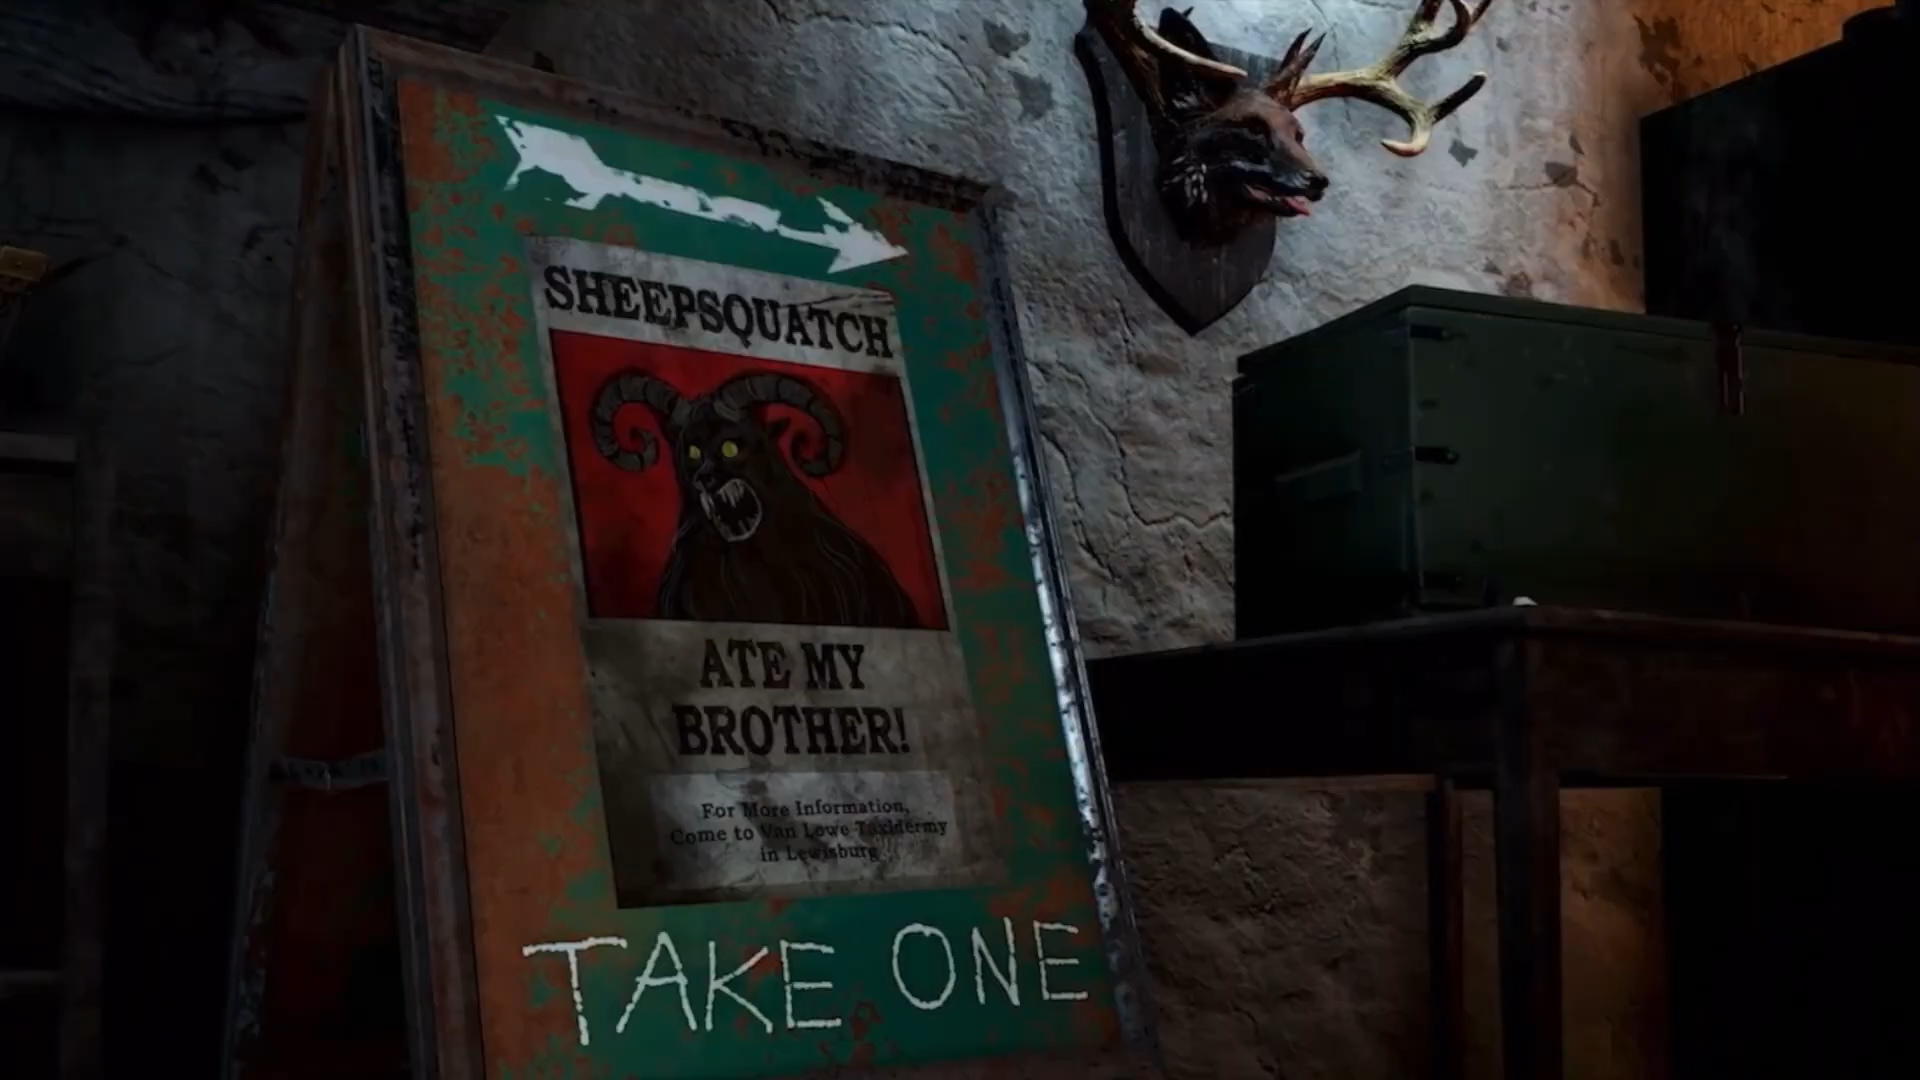 SHEEPSQUATCH
ATE MY
BROTHER!
For More Information,
Come to Van Lowe Taxidermy
in Lewisburg
TAKE ONE